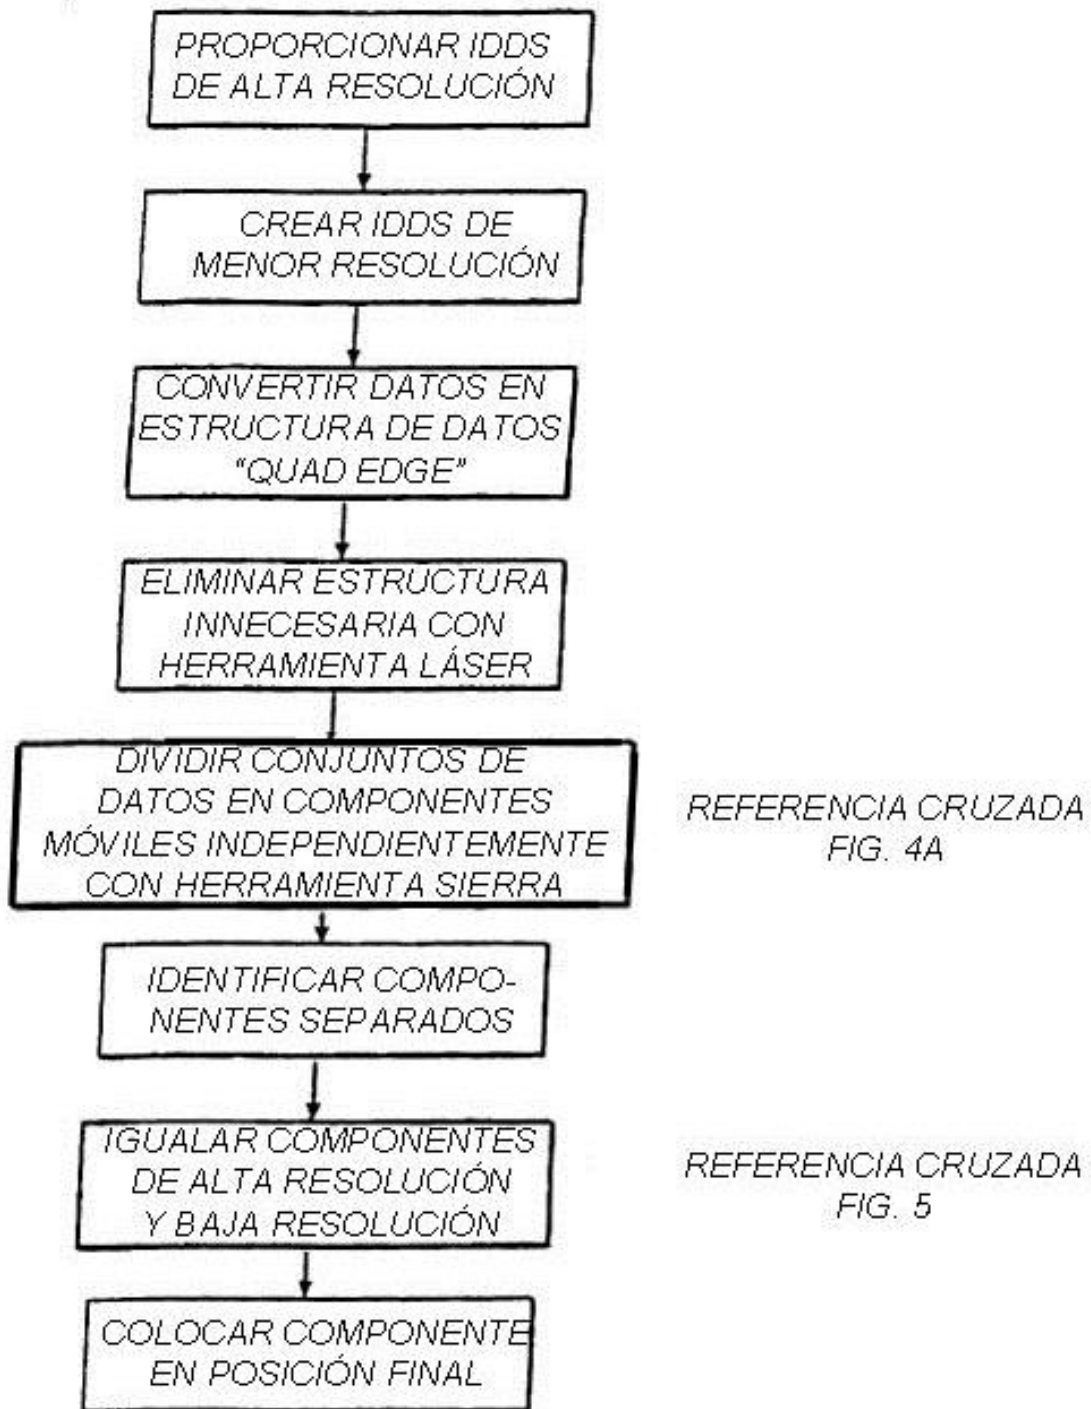 PROPORCIONAR IDDS
DE ALTA RESOLUCIÓN
CREAR IDDS DE
MENOR RESOLUCIÓN
CONVERTIR DATOS EN
ESTRUCTURA DE DATOS
"QUAD EDGE"
ELIMINAR ESTRUCTURA
INNECESARIA CON
HERRAMIENTA LÁSER
DIVIDIR CONJUNTOS DE
DATOS EN COMPONENTES
MÓVILES INDEPENDIENTEMENTE
CON HERRAMIENTA SIERRA
REFERENCIA CRUZADA
FIG. 4A
IDENTIFICAR COMPO-
NENTES SEPARADOS
IGUALAR COMPONENTES
DE ALTA RESOLUCIÓN
Y BAJA RESOLUCIÓN
REFERENCIA CRUZADA
FIG. 5
COLOCAR COMPONENTE
EN POSICIÓN FINAL